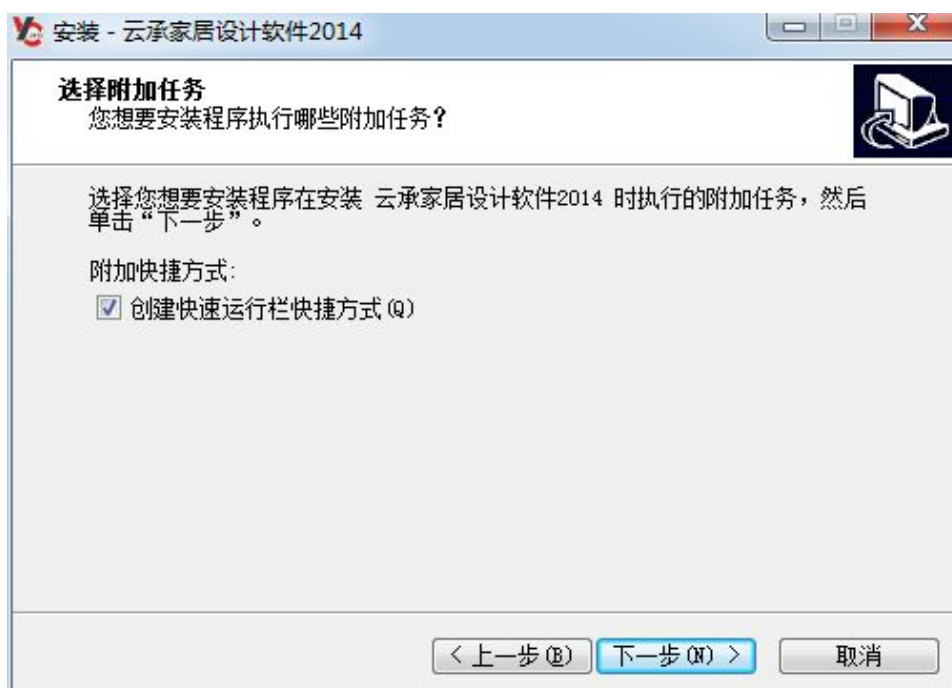 安装 - 云承家居设计软件2014
选择附加任务
您想要安装程序执行哪些附加任务?
选择您想要安装程序在安装 云承家居设计软件2014 时执行的附加任务，然后
单击“下一步”。
附加快捷方式:
创建快速运行栏快捷方式(Q)
< 上一步(B) 下一步(N) > 取消